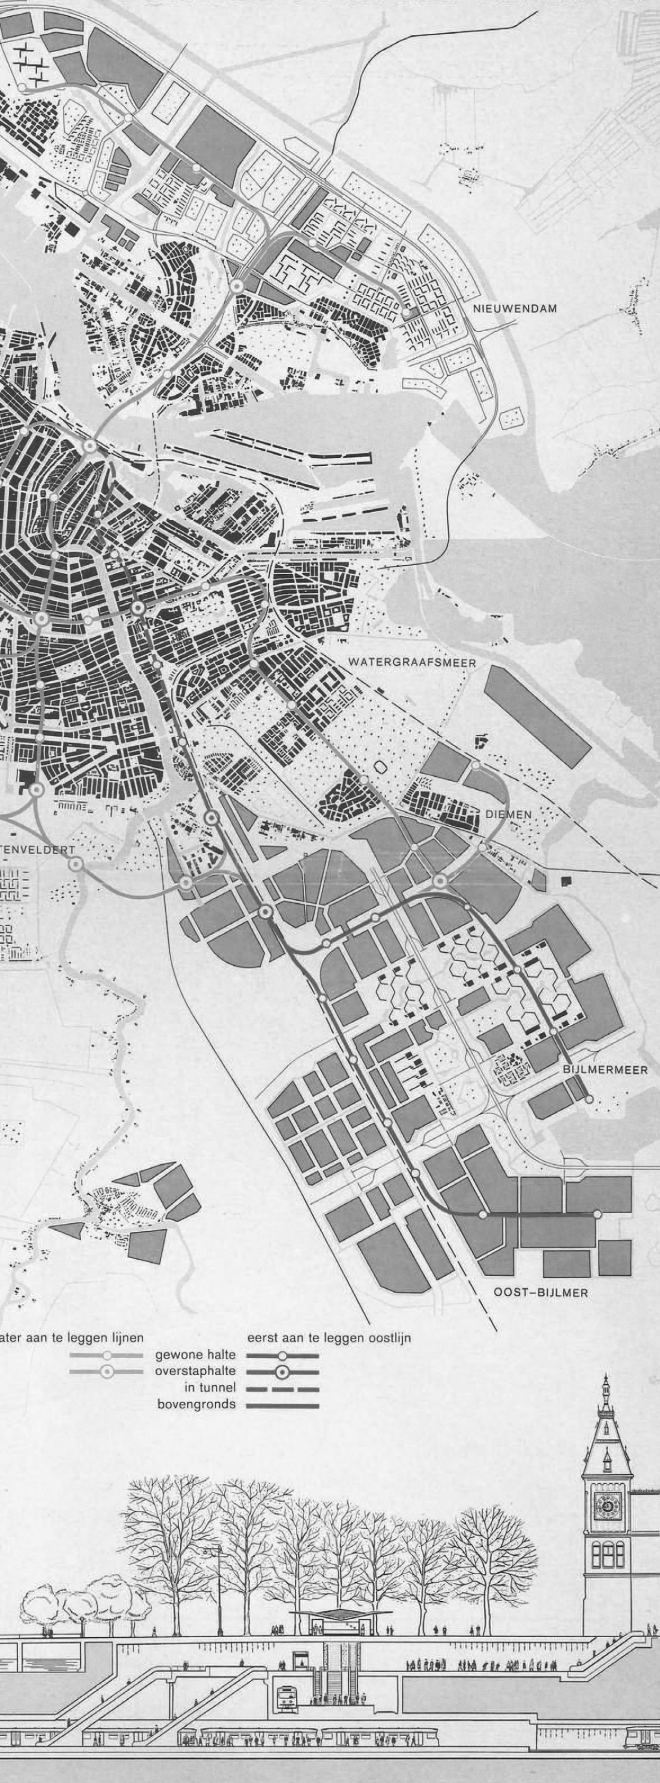 NIEUWENDAM
WATERGRAAFSMEER
DIEMEN
TENVELDERT
BIJLMERMEER
OOST-BIJLMER
ater aan te leggen lijnen
eerst aan te leggen oostlijn
gewone halte
overstaphalte
in tunnel
bovengronds